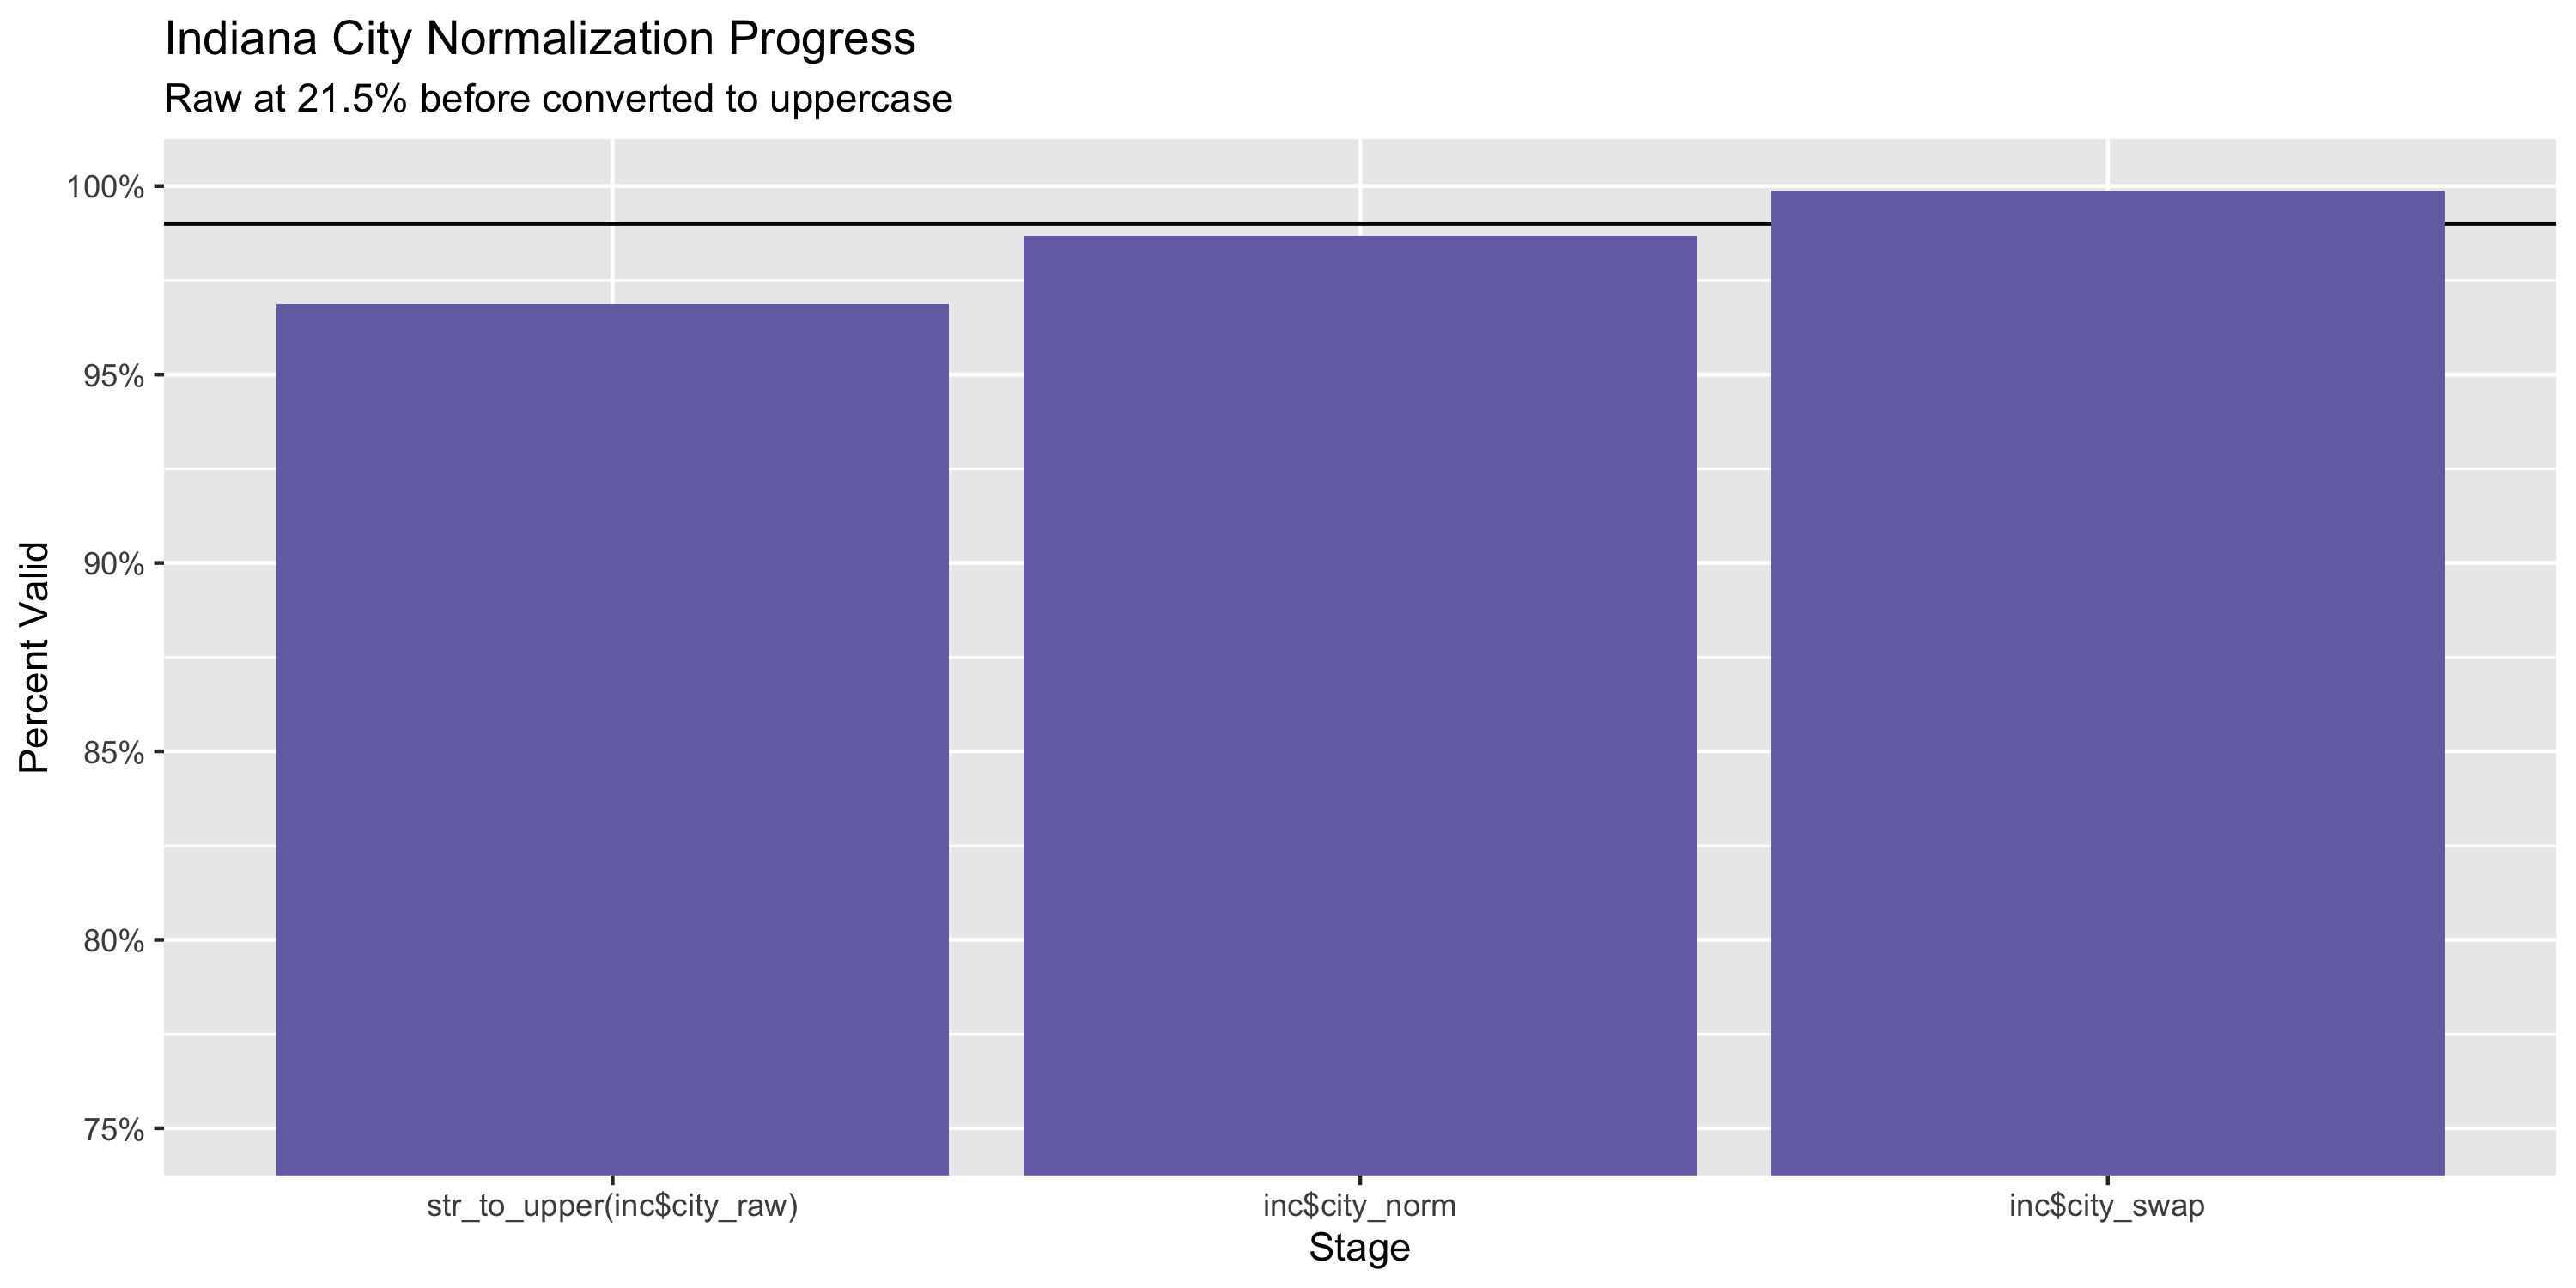 Indiana City Normalization Progress
Raw at 21.5% before converted to uppercase
Percent Valid
100%
95%
90%
85%
80%
75%
str_to_upper(inc$city_raw)
inc$city_norm
inc$city_swap
Stage